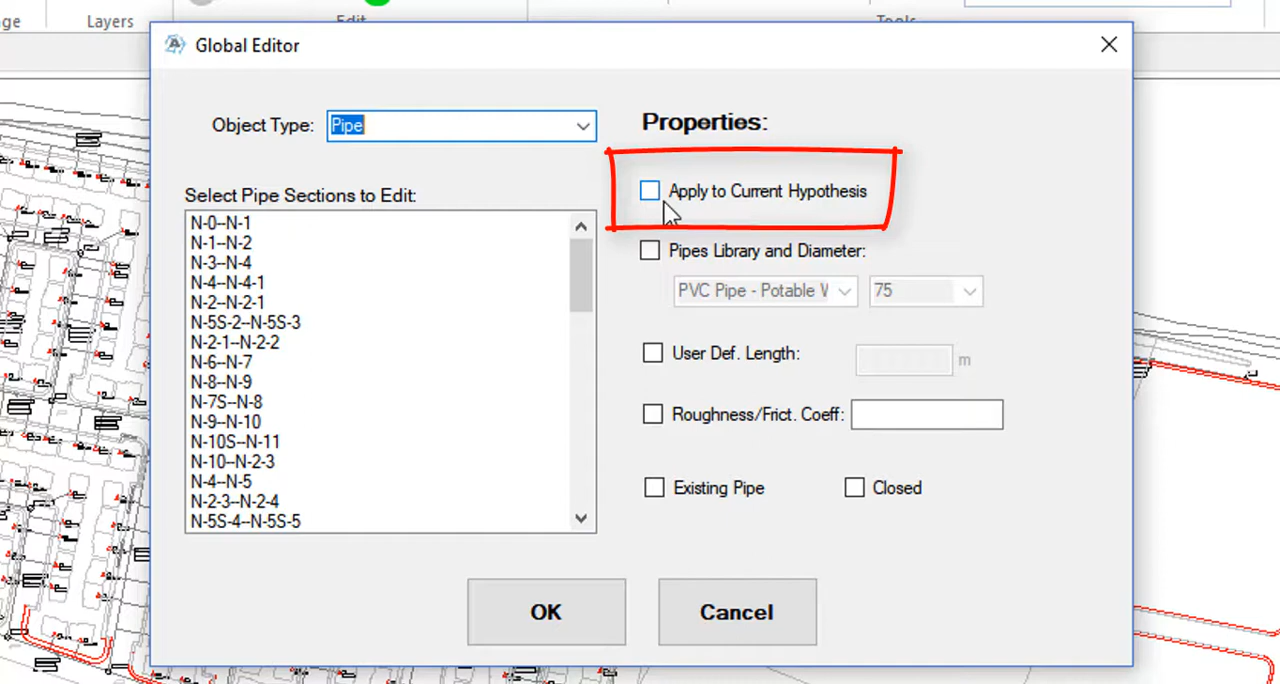 Layers
Edit
Tools
Global Editor
Object Type: Pipe
Properties:
Apply to Current Hypothesis
Select Pipe Sections to Edit:
N-0--N-1
N-1--N-2
N-3--N-4
N-4--N-4-1
N-2--N-2-1
N-5S-2--N-5S-3
N-2-1--N-2-2
N-6--N-7
N-8--N-9
N-7S--N-8
N-9--N-10
N-10S--N-11
N-10--N-2-3
N-4--N-5
N-2-3--N-2-4
N-5S-4--N-5S-5
Pipes Library and Diameter:
PVC Pipe - Potable 75
User Def. Length: m
Roughness/Frict. Coeff:
Existing Pipe Closed
OK Cancel